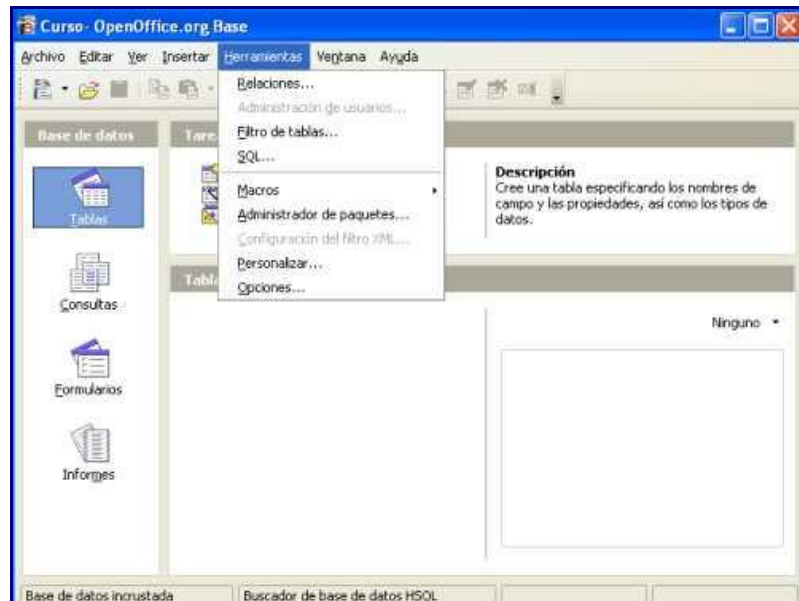 Curso- OpenOffice.org Base
Archivo Editar Ver Insertar Herramientas Ventana Ayuda
Relaciones...
Administración de usuarios...
Filtro de tablas...
SQL...
Macros
Administrador de paquetes...
Configuración del filtro XML...
Personalizar...
Opciones...
Base de datos
Tablas
Consultas
Formularios
Informes
Descripción
Cree una tabla especificando los nombres de
campo y las propiedades, así como los tipos de
datos.
Ninguno
Base de datos incrustada
Buscador de base de datos HSQL